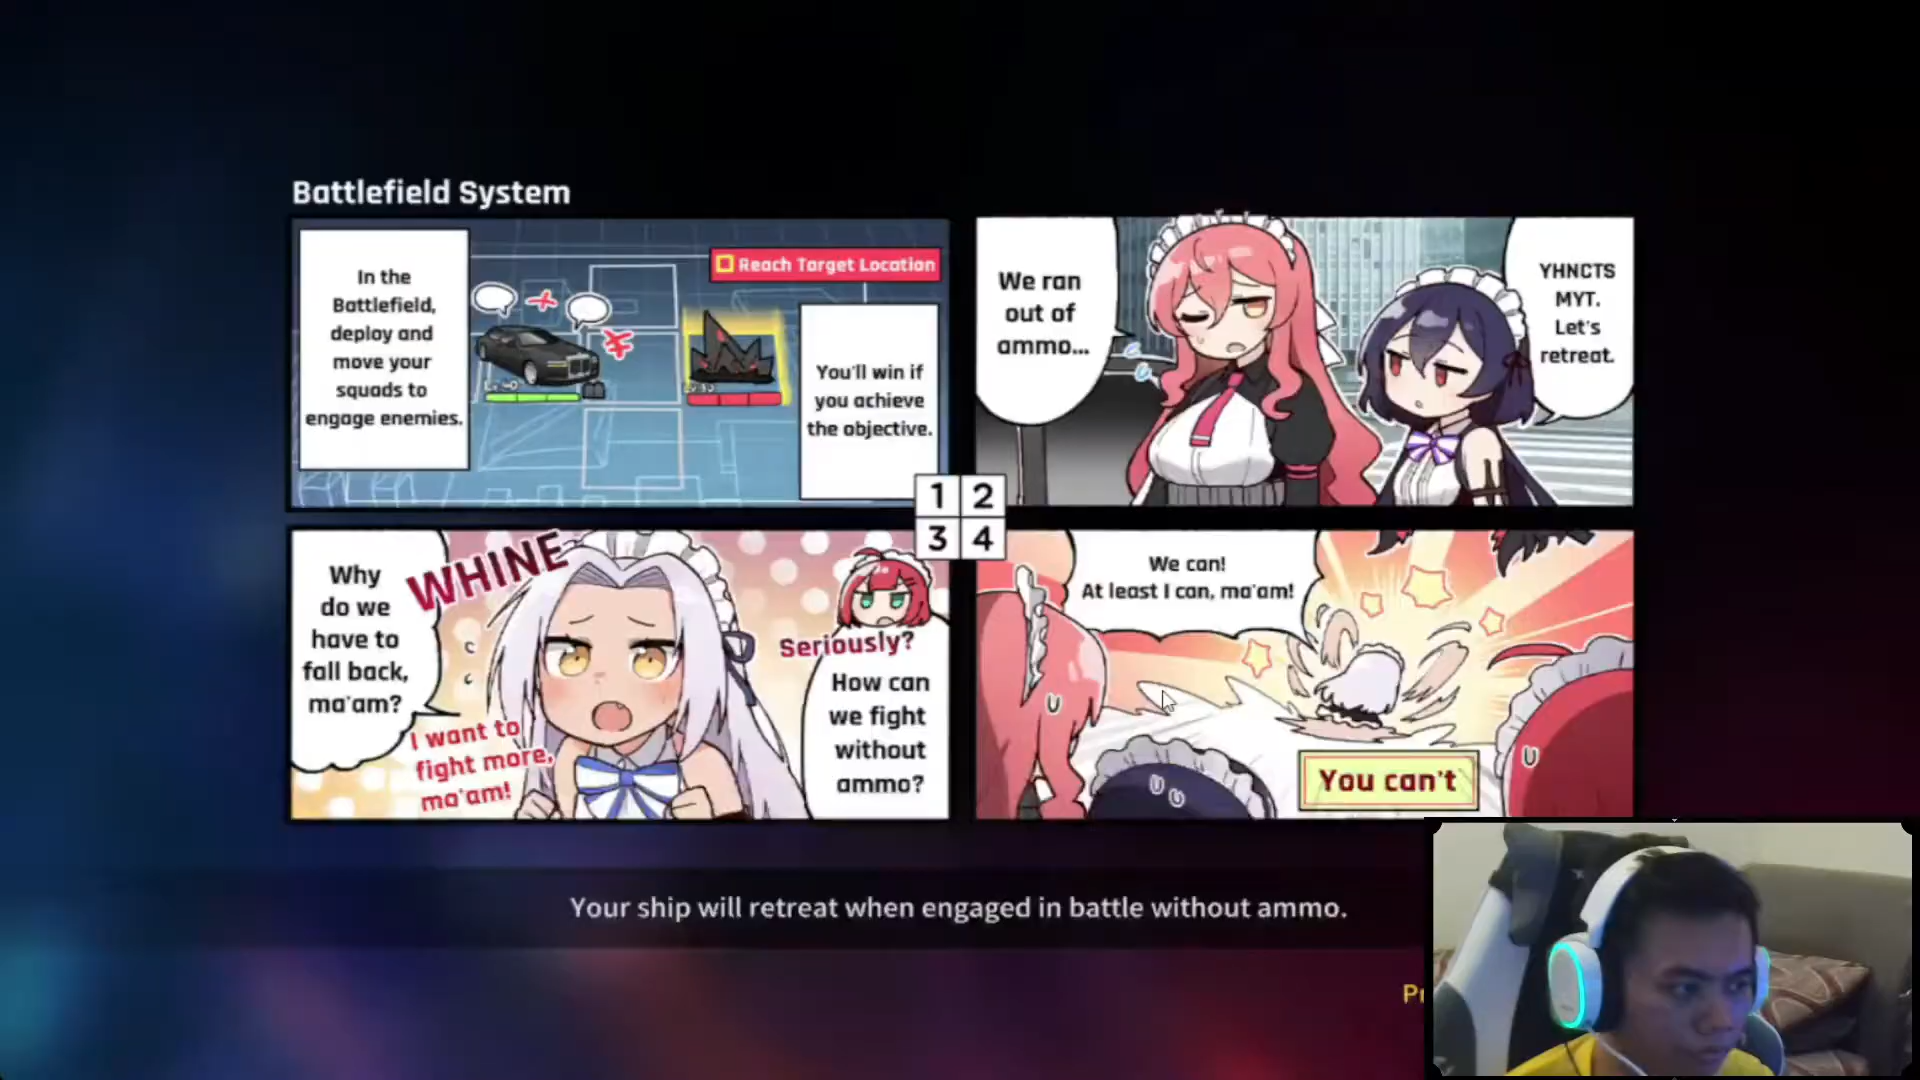 Battlefield System
In the
Battlefield,
deploy and
move your
squads to
engage enemies.
Reach Target Location
You'll win if
you achieve
the objective.
We ran
out of
ammo...
YHNCTS
MYT.
Let's
retreat.
1 2
3 4
Why
do we
have to
fall back,
ma'am?
WHINE
I want to
fight more,
ma'am!
Seriously?
How can
we fight
without
ammo?
We can!
At least I can, ma'am!
You can't
Your ship will retreat when engaged in battle without ammo.